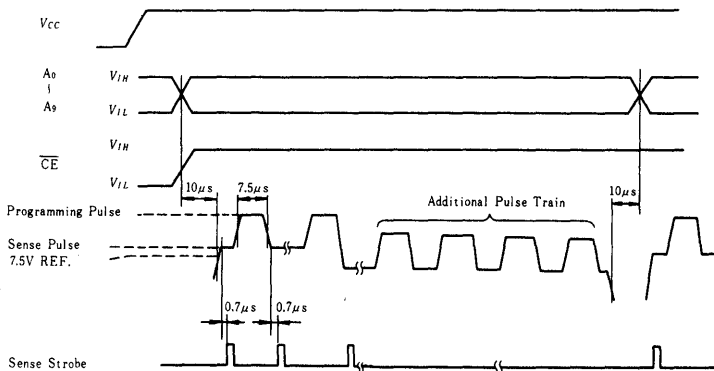 VCC
A0
VIH
≀
A9
VIL
VIH
CE
VIL
10μs
7.5μs
Additional Pulse Train
10μs
Programming Pulse
Sense Pulse
7.5V REF.
0.7μs
0.7μs
Sense Strobe